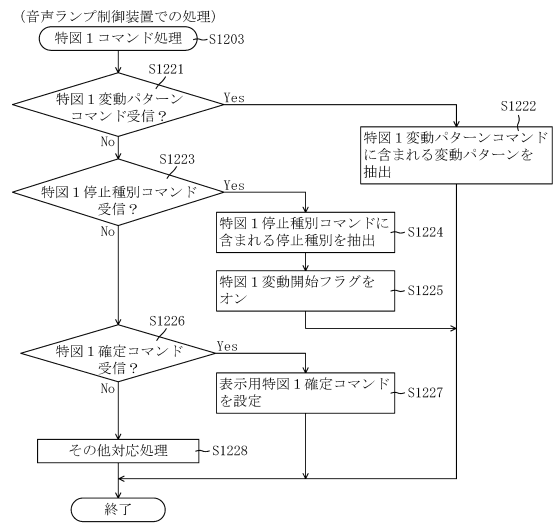 (音声ランプ制御装置での処理)
特図１コマンド処理
S1203
S1221
特図１変動パターン
コマンド受信？
Yes
No
S1222
特図１変動パターンコマンド
に含まれる変動パターンを
抽出
S1223
特図１停止種別コマンド
受信？
Yes
No
特図１停止種別コマンドに
含まれる停止種別を抽出
S1224
特図１変動開始フラグを
オン
S1225
S1226
特図１確定コマンド
受信？
Yes
No
表示用特図１確定コマンド
を設定
S1227
その他対応処理
S1228
終了